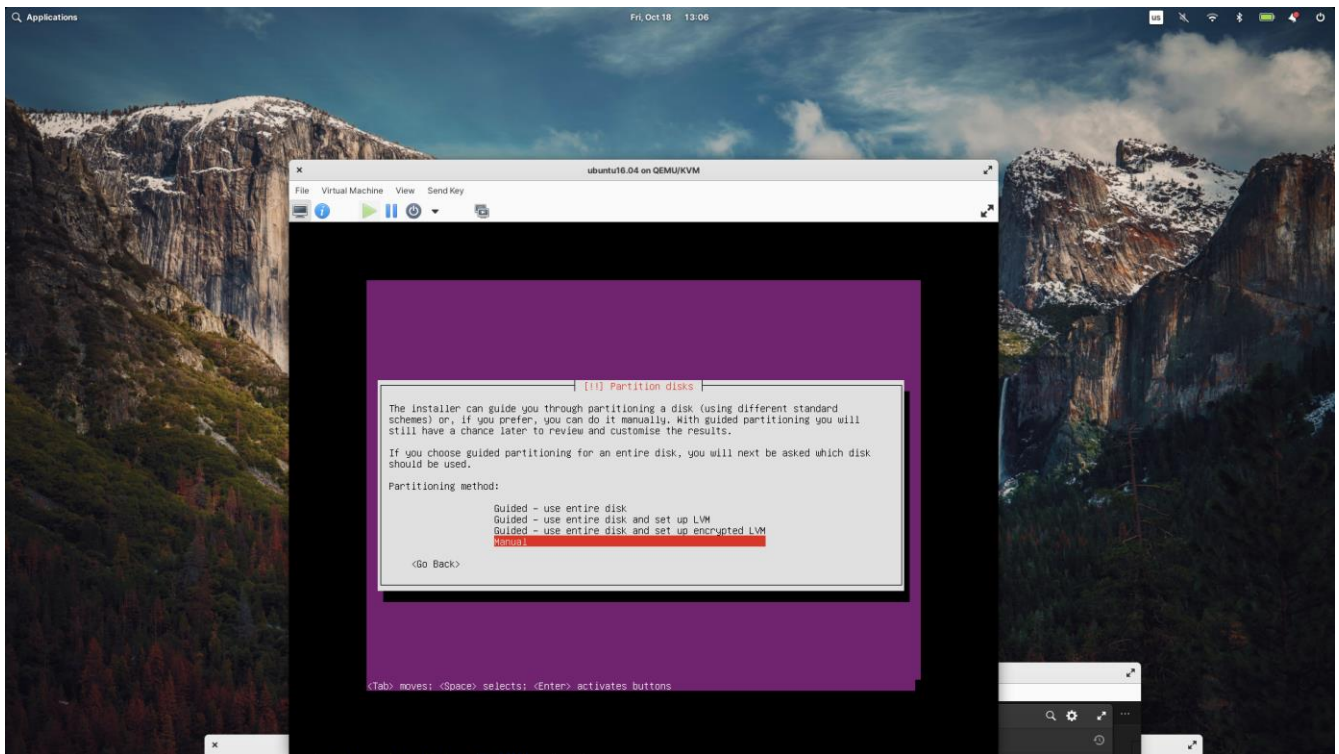 Applications
Fri, Oct 18 13:06
us
ubuntu16.04 on QEMU/KVM
File Virtual Machine View Send Key
[!!] Partition disks
The installer can guide you through partitioning a disk (using different standard
schemes) or, if you prefer, you can do it manually. With guided partitioning you will
still have a chance later to review and customise the results.
If you choose guided partitioning for an entire disk, you will next be asked which disk
should be used.
Partitioning method:
Guided - use entire disk
Guided - use entire disk and set up LVM
Guided - use entire disk and set up encrypted LVM
Manual
<Go Back>
<Tab> moves; <Space> selects; <Enter> activates buttons